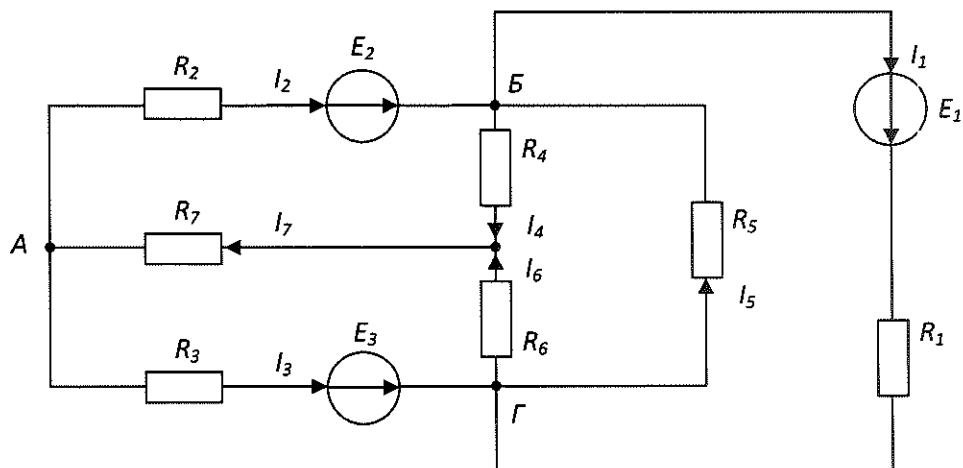 R₂
I₂
E₂
Б
I₁
E₁
R₄
А
R₇
I₇
I₄
R₅
I₆
I₅
R₃
I₃
E₃
R₆
R₁
Г